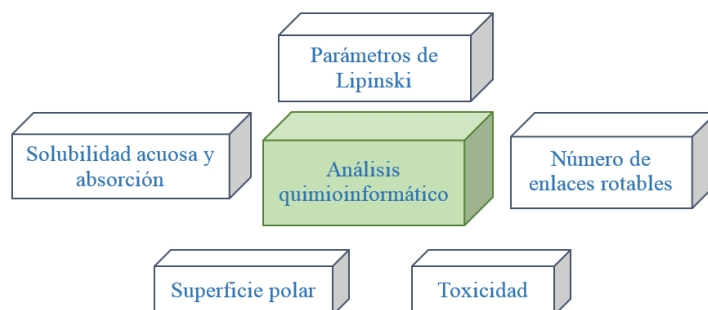 Parámetros de
Lipinski
Solubilidad acuosa y
absorción
Análisis
quimioinformático
Número de
enlaces rotables
Superficie polar
Toxicidad